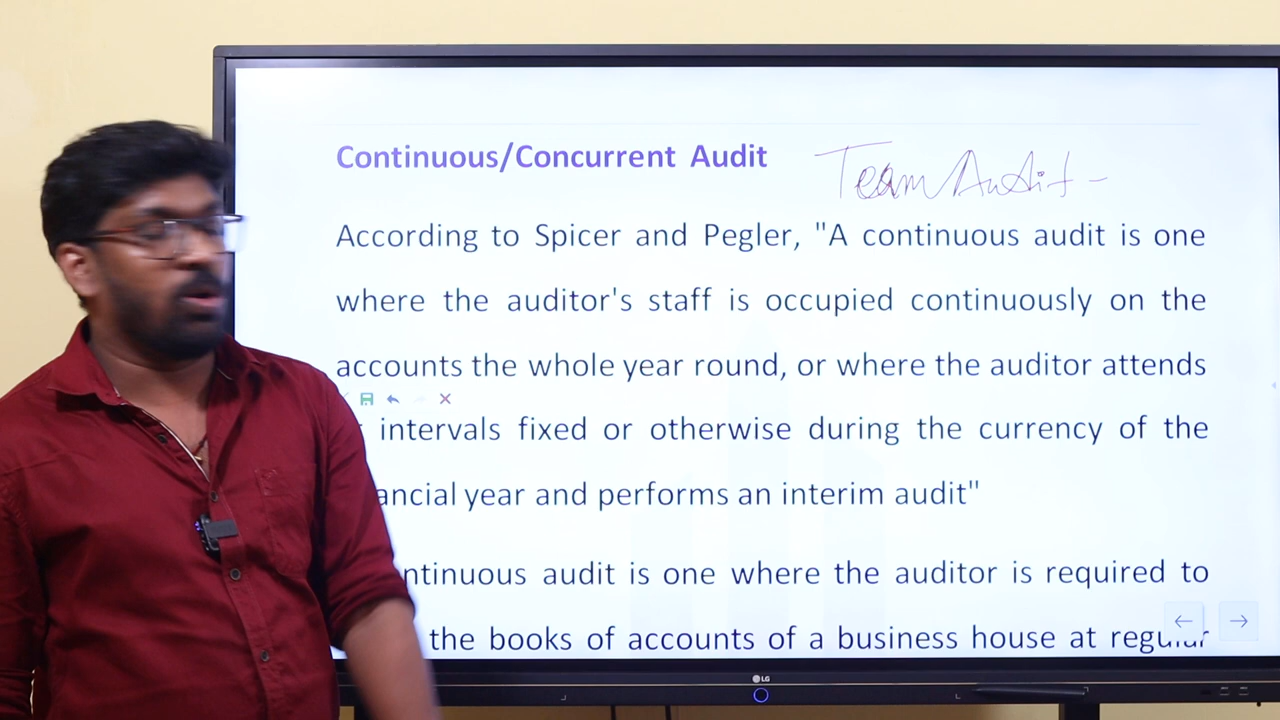 Continuous/Concurrent Audit Team Audit -
According to Spicer and Pegler, "A continuous audit is one
where the auditor's staff is occupied continuously on the
accounts the whole year round, or where the auditor attends
intervals fixed or otherwise during the currency of the
ancial year and performs an interim audit"
ntinuous audit is one where the auditor is required to
the books of accounts of a business house at regular
LG